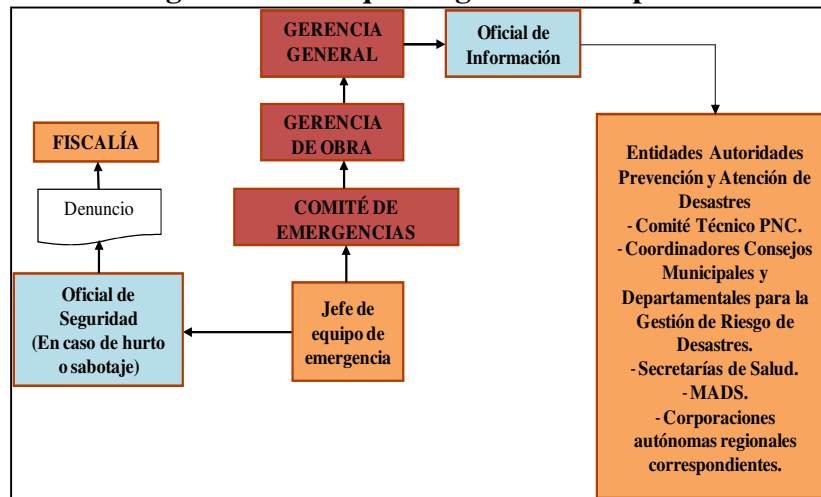 GERENCIA
GENERAL
Oficial de
Información
GERENCIA
DE OBRA
FISCALÍA
Denuncio
COMITÉ DE
EMERGENCIAS
Oficial de
Seguridad
(En caso de hurto
o sabotaje)
Jefe de
equipo de
emergencia
Entidades Autoridades
Prevención y Atención de
Desastres
- Comité Técnico PNC.
- Coordinadores Consejos
Municipales y
Departamentales para la
Gestión de Riesgo de
Desastres.
- Secretarías de Salud.
- MADS.
- Corporaciones
autónomas regionales
correspondientes.